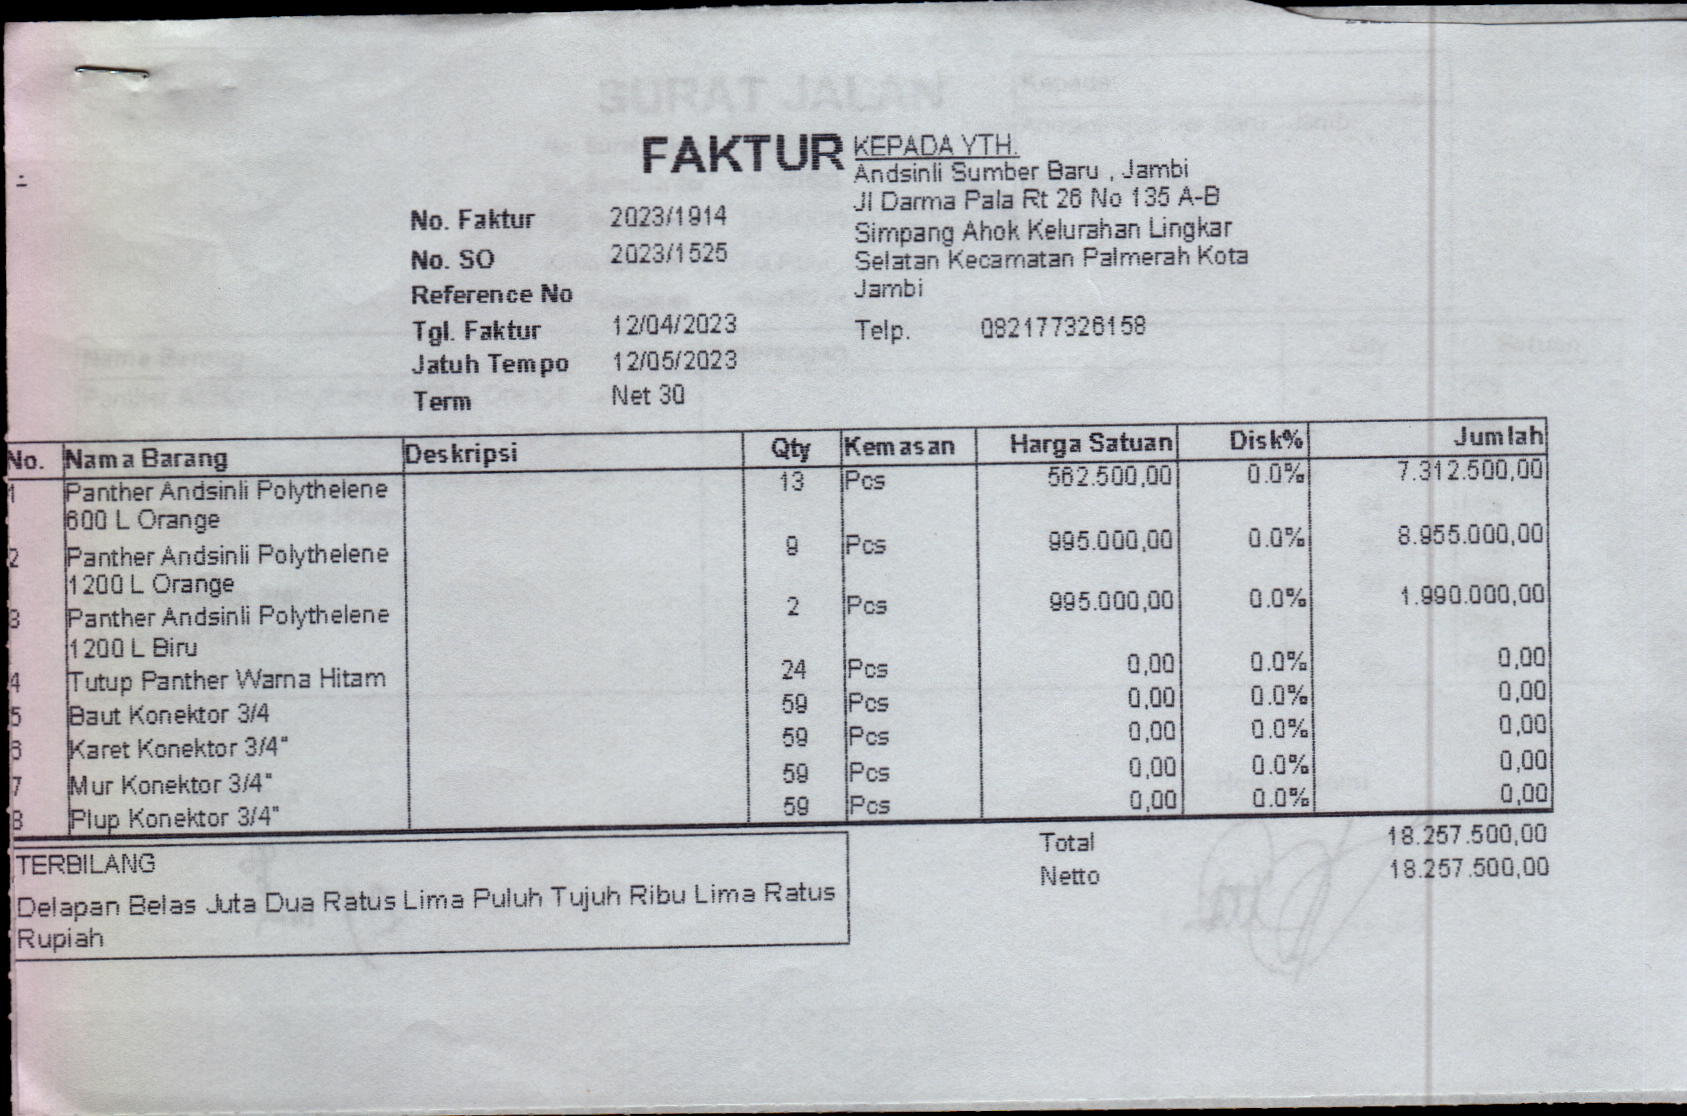 FAKTUR
KEPADA YTH.
Andsinli Sumber Baru , Jambi
Jl Darma Pala Rt 26 No 135 A-B
Simpang Ahok Kelurahan Lingkar
Selatan Kecamatan Palmerah Kota
Jambi
Telp. 082177326158
No. Faktur 2023/1914
No. SO 2023/1525
Reference No
Tgl. Faktur 12/04/2023
Jatuh Tempo 12/05/2023
Term Net 30
No. Nama Barang Deskripsi Qty Kemasan Harga Satuan Disk% Jumlah
1 Panther Andsinli Polythelene 13 Pcs 562.500,00 0.0% 7.312.500,00
600 L Orange
2 Panther Andsinli Polythelene 9 Pcs 995.000,00 0.0% 8.955.000,00
1200 L Orange
3 Panther Andsinli Polythelene 2 Pcs 995.000,00 0.0% 1.990.000,00
1200 L Biru
4 Tutup Panther Warna Hitam 24 Pcs 0,00 0.0% 0,00
5 Baut Konektor 3/4 59 Pcs 0,00 0.0% 0,00
6 Karet Konektor 3/4" 59 Pcs 0,00 0.0% 0,00
7 Mur Konektor 3/4" 59 Pcs 0,00 0.0% 0,00
8 Plup Konektor 3/4" 59 Pcs 0,00 0.0% 0,00
Total 18.257.500,00
Netto 18.257.500,00
TERBILANG
Delapan Belas Juta Dua Ratus Lima Puluh Tujuh Ribu Lima Ratus
Rupiah
SURAT JALAN
Kepada
Nama Barang
Qty Satuan